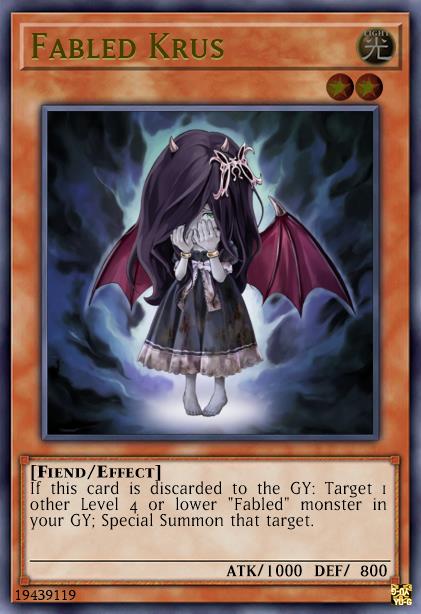 Fabled Krus
LIGHT
光
[Fiend/Effect]
If this card is discarded to the GY: Target 1
other Level 4 or lower "Fabled" monster in
your GY; Special Summon that target.
ATK/1000 DEF/ 800
19439119